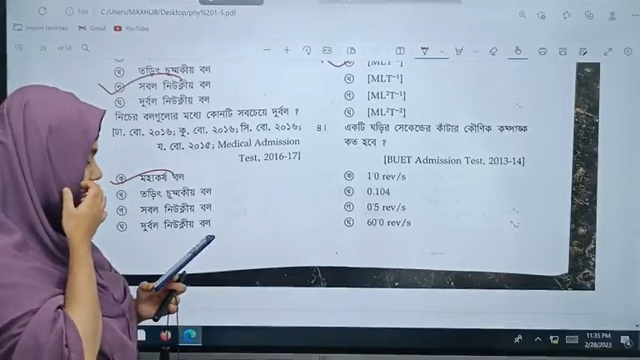 File | C:/Users/MAXHUB/Desktop/phy%201-5.pdf
Import favorites Gmail YouTube
of 54
তড়িৎ চুম্বকীয় বল
সবল নিউক্লীয় বল
ঘ দুর্বল নিউক্লীয় বল
নিচের বলগুলোর মধ্যে কোনটি সবচেয়ে দুর্বল ?
[ঢা. বো. ২০১৬; কু. বো. ২০১৬; সি. বো. ২০১৬;
য. বো. ২০১৫; Medical Admission
Test, 2016-17]
ক মহাকর্ষ বল
খ তড়িৎ চুম্বকীয় বল
গ সবল নিউক্লীয় বল
ঘ দুর্বল নিউক্লীয় বল
খ [MLT⁻¹]
গ [ML²T⁻¹]
ঘ [ML²T⁻²]
৪। একটি ঘড়ির সেকেন্ডের কাঁটার কৌণিক কম্পাঙ্ক
কত হবে ?
[BUET Admission Test, 2013-14]
ক 1·0 rev/s
খ 0.104
গ 0·5 rev/s
ঘ 60·0 rev/s
11:35 PM
2/28/2023